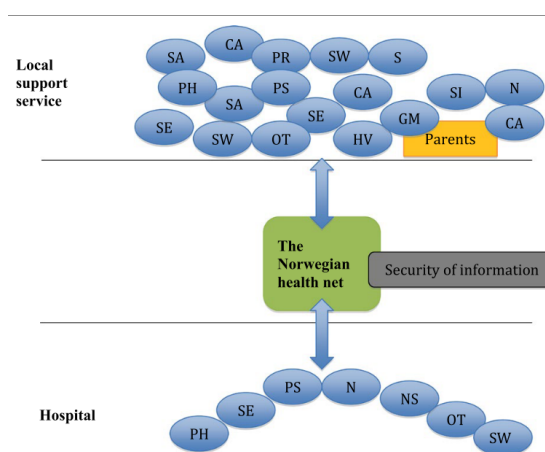 Local
support
service
SA
CA
PR
SW
S
PH
SA
PS
CA
SI
N
SE
SW
OT
SE
HV
GM
CA
Parents
The
Norwegian
health net
Security of information
Hospital
PH
SE
PS
N
NS
OT
SW